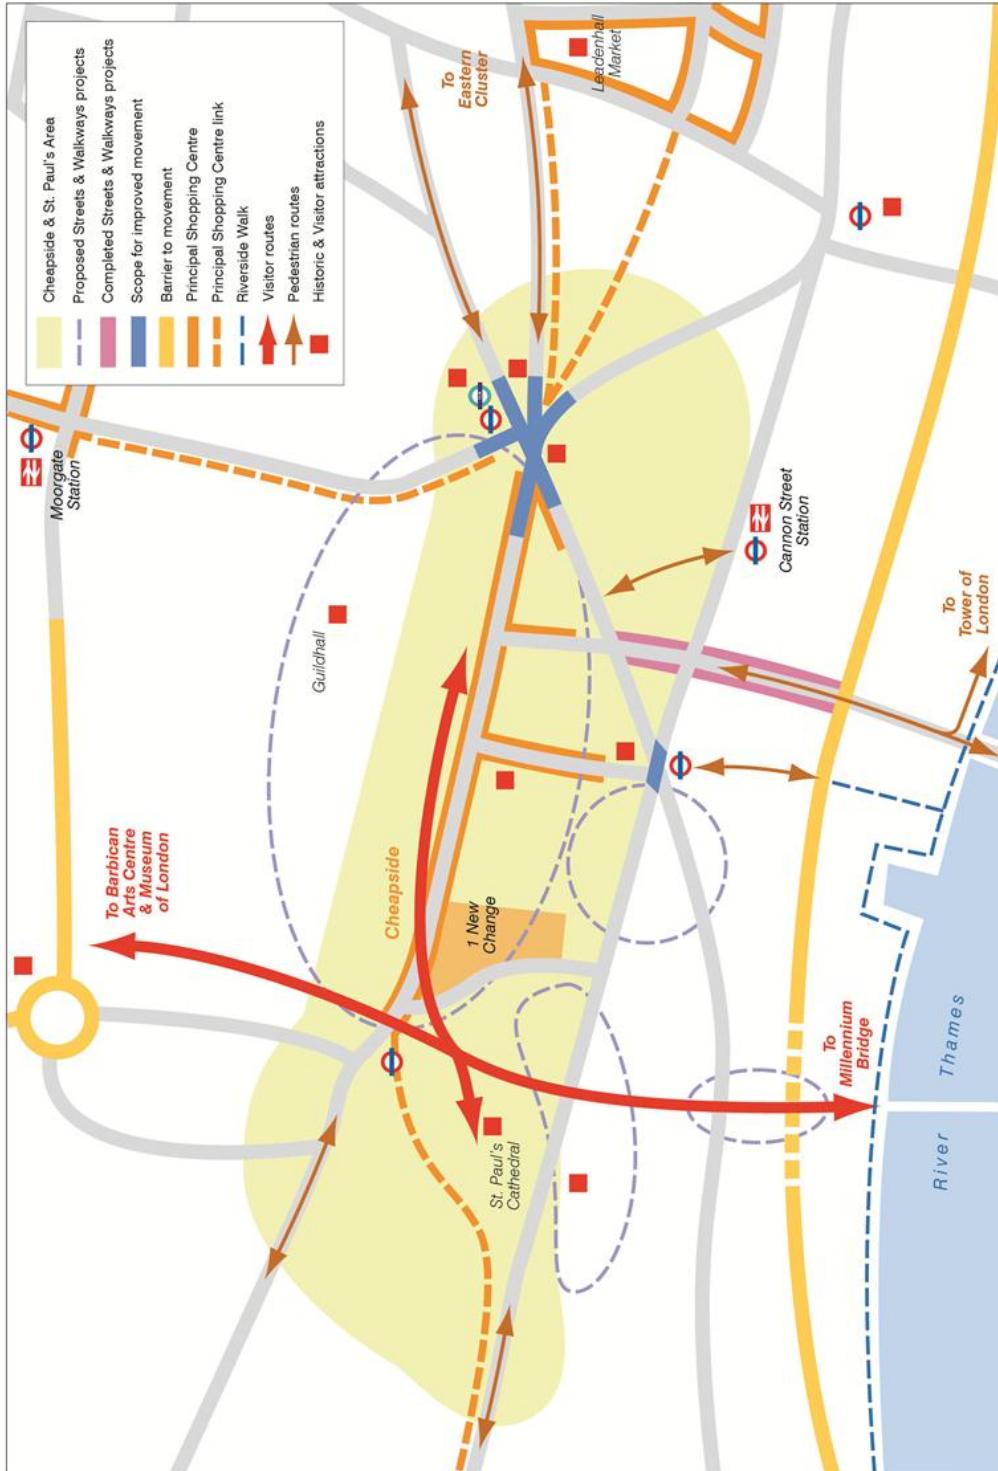 Cheapside & St. Paul's Area
Proposed Streets & Walkways projects
Completed Streets & Walkways projects
Scope for improved movement
Barrier to movement
Principal Shopping Centre
Principal Shopping Centre link
Riverside Walk
Visitor routes
Pedestrian routes
Historic & Visitor attractions
Moorgate
Station
To
Eastern
Cluster
Leadenhall
Market
Guildhall
To Barbican
Arts Centre
& Museum
of London
Cheapside
1 New
Change
St. Paul's
Cathedral
Cannon Street
Station
To
Tower of
London
To
Millennium
Bridge
River Thames